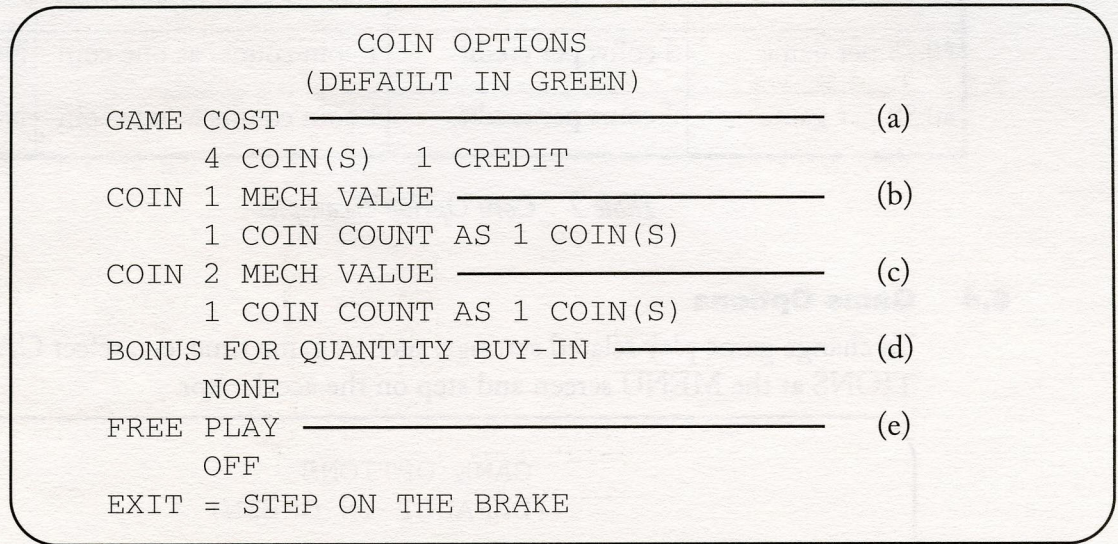 COIN OPTIONS
(DEFAULT IN GREEN)
GAME COST (a)
4 COIN(S) 1 CREDIT
COIN 1 MECH VALUE (b)
1 COIN COUNT AS 1 COIN(S)
COIN 2 MECH VALUE (c)
1 COIN COUNT AS 1 COIN(S)
BONUS FOR QUANTITY BUY-IN (d)
NONE
FREE PLAY (e)
OFF
EXIT = STEP ON THE BRAKE